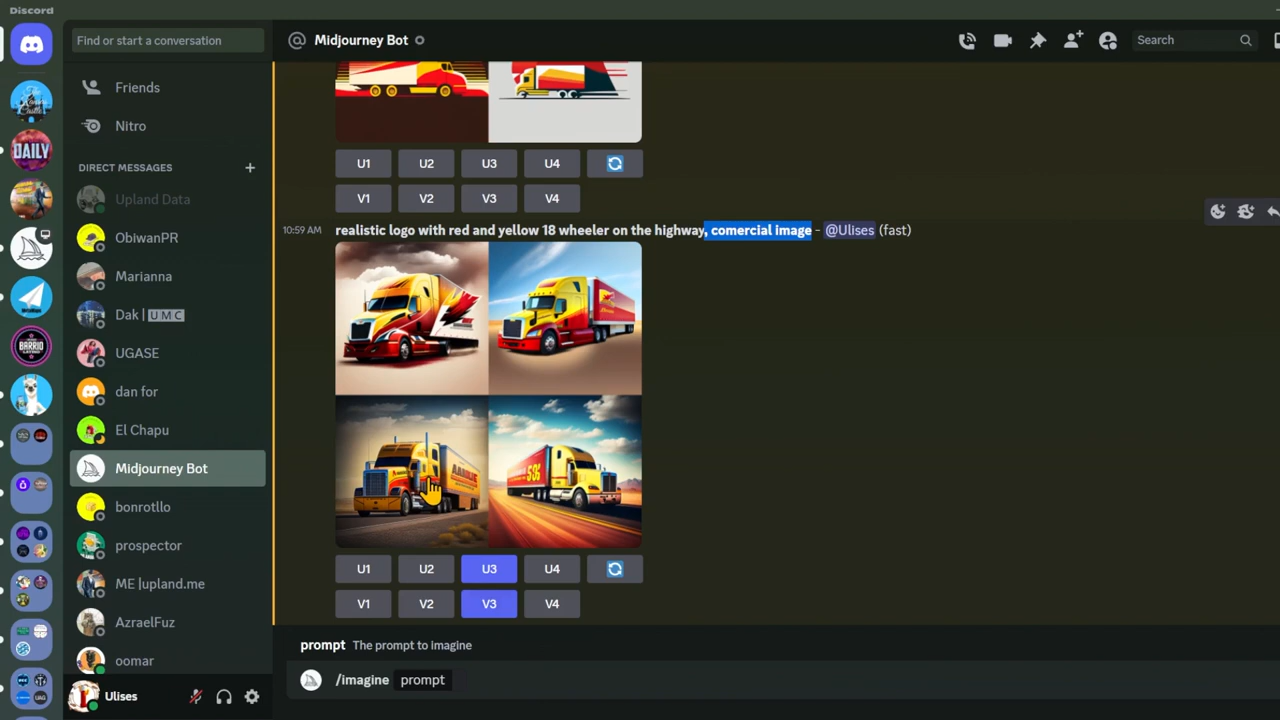 Discord
Find or start a conversation
Midjourney Bot
Search
Friends
Nitro
DIRECT MESSAGES
Upland Data
ObiwanPR
Marianna
Dak | U M C
UGASE
dan for
El Chapu
Midjourney Bot
bonrotllo
prospector
ME |upland.me
AzraelFuz
oomar
Ulises
DAILY
BARRIO
U1 U2 U3 U4
V1 V2 V3 V4
10:59 AM realistic logo with red and yellow 18 wheeler on the highway, comercial image - @Ulises (fast)
U1 U2 U3 U4
V1 V2 V3 V4
prompt The prompt to imagine
/imagine prompt